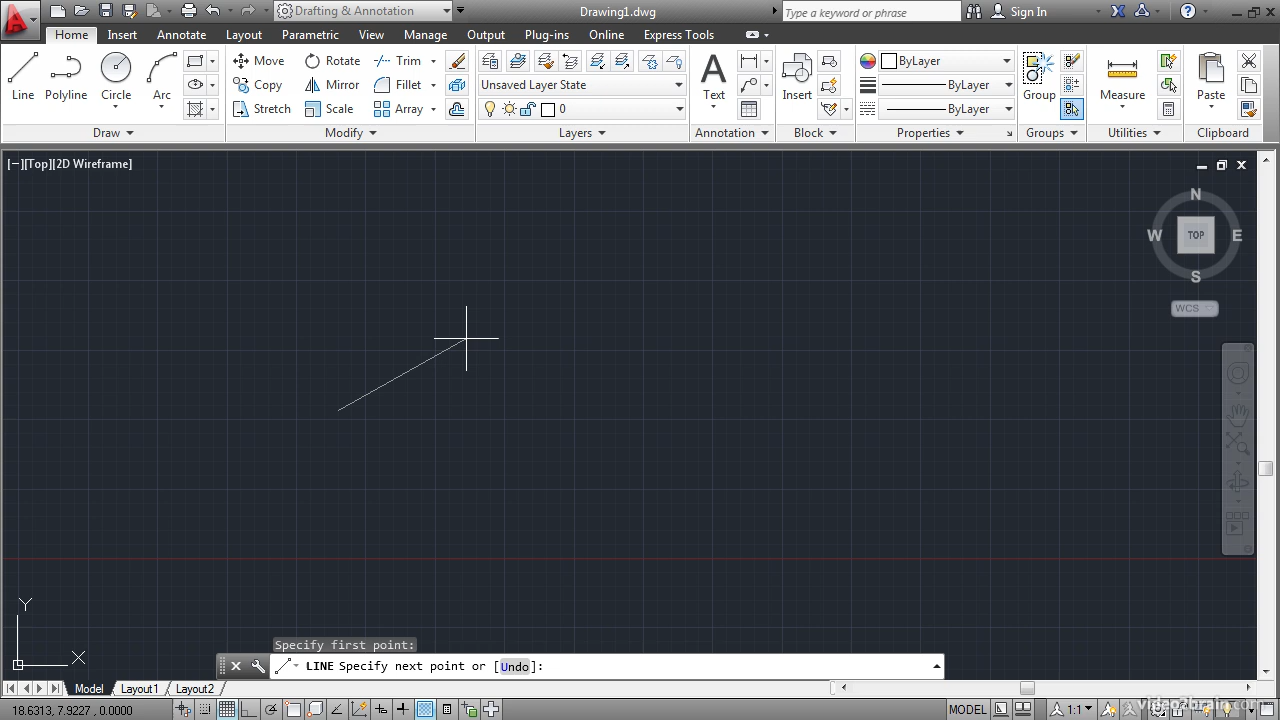 Drafting & Annotation
Drawing1.dwg
Type a keyword or phrase
Sign In
Home Insert Annotate Layout Parametric View Manage Output Plug-ins Online Express Tools
Line
Polyline
Circle
Arc
Move Rotate Trim
Copy Mirror Fillet
Stretch Scale Array
Unsaved Layer State
0
Text
Insert
ByLayer
ByLayer
ByLayer
Group
Measure
Paste
Draw Modify Layers Annotation Block Properties Groups Utilities Clipboard
[−][Top][2D Wireframe]
N
W TOP E
S
WCS
Y
X
Specify first point:
LINE Specify next point or [Undo]:
Model Layout1 Layout2
18.6313, 7.9227 , 0.0000
MODEL
1:1
video2brain.com